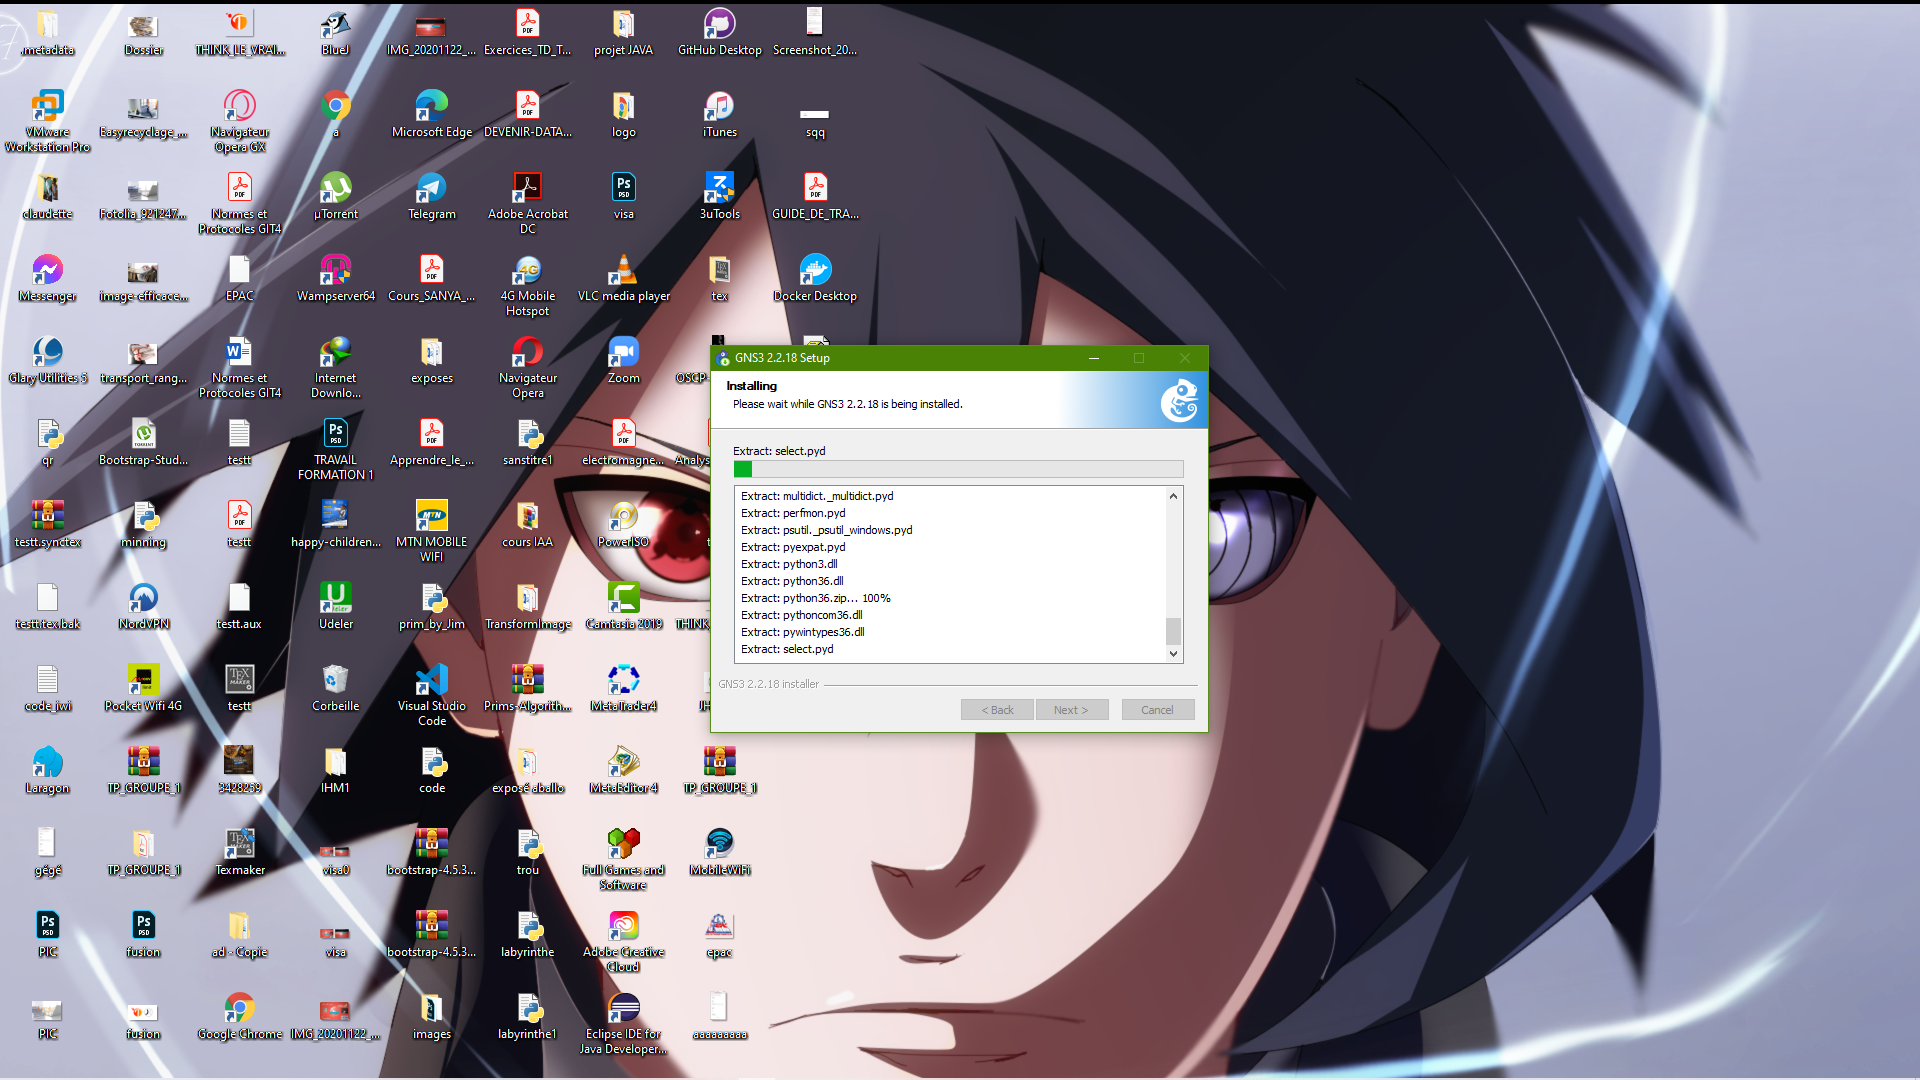 .metadata
Dossier
THINK_LE_VRAI...
BlueJ
IMG_20201122_...
Exercices_TD_T...
projet JAVA
GitHub Desktop
Screenshot_20...
VMware
Workstation Pro
Easyrecyclage_...
Navigateur
Opera GX
a
Microsoft Edge
DEVENIR-DATA...
logo
iTunes
sqq
claudette
Fotolia_921247...
Normes et
Protocoles GIT4
µTorrent
Telegram
Adobe Acrobat
DC
visa
3uTools
GUIDE_DE_TRA...
Messenger
image-efficace...
EPAC
Wampserver64
Cours_SANYA_...
4G Mobile
Hotspot
VLC media player
tex
Docker Desktop
Glary Utilities 5
transport_rang...
Normes et
Protocoles GIT4
Internet
Downlo...
exposes
Navigateur
Opera
Zoom
OSCP-
qr
Bootstrap-Stud...
testt
TRAVAIL
FORMATION 1
Apprendre_le_...
sanstitre1
electromagne...
Analys
testt.synctex
minning
testt
happy-children...
MTN MOBILE
WIFI
cours IAA
PowerISO
testt.tex.bak
NordVPN
testt.aux
Udeler
prim_by_Jim
TransformImage
Camtasia 2019
THINK
code_iwi
Pocket Wifi 4G
testt
Corbeille
Visual Studio
Code
Prims-Algorith...
MetaTrader4
JH
Laragon
TP_GROUPE_1
3428259
IHM1
code
exposé aballo
MetaEditor 4
TP_GROUPE_1
gégé
TP_GROUPE_1
Texmaker
visa0
bootstrap-4.5.3...
trou
Full Games and
Software
MobileWiFi
PIC
fusion
ad - Copie
visa
bootstrap-4.5.3...
labyrinthe
Adobe Creative
Cloud
epac
PIC
fusion
Google Chrome
IMG_20201122_...
images
labyrinthe1
Eclipse IDE for
Java Developer...
aaaaaaaaa
GNS3 2.2.18 Setup
Installing
Please wait while GNS3 2.2.18 is being installed.
Extract: select.pyd
Extract: multidict._multidict.pyd
Extract: perfmon.pyd
Extract: psutil._psutil_windows.pyd
Extract: pyexpat.pyd
Extract: python3.dll
Extract: python36.dll
Extract: python36.zip... 100%
Extract: pythoncom36.dll
Extract: pywintypes36.dll
Extract: select.pyd
GNS3 2.2.18 installer
< Back
Next >
Cancel